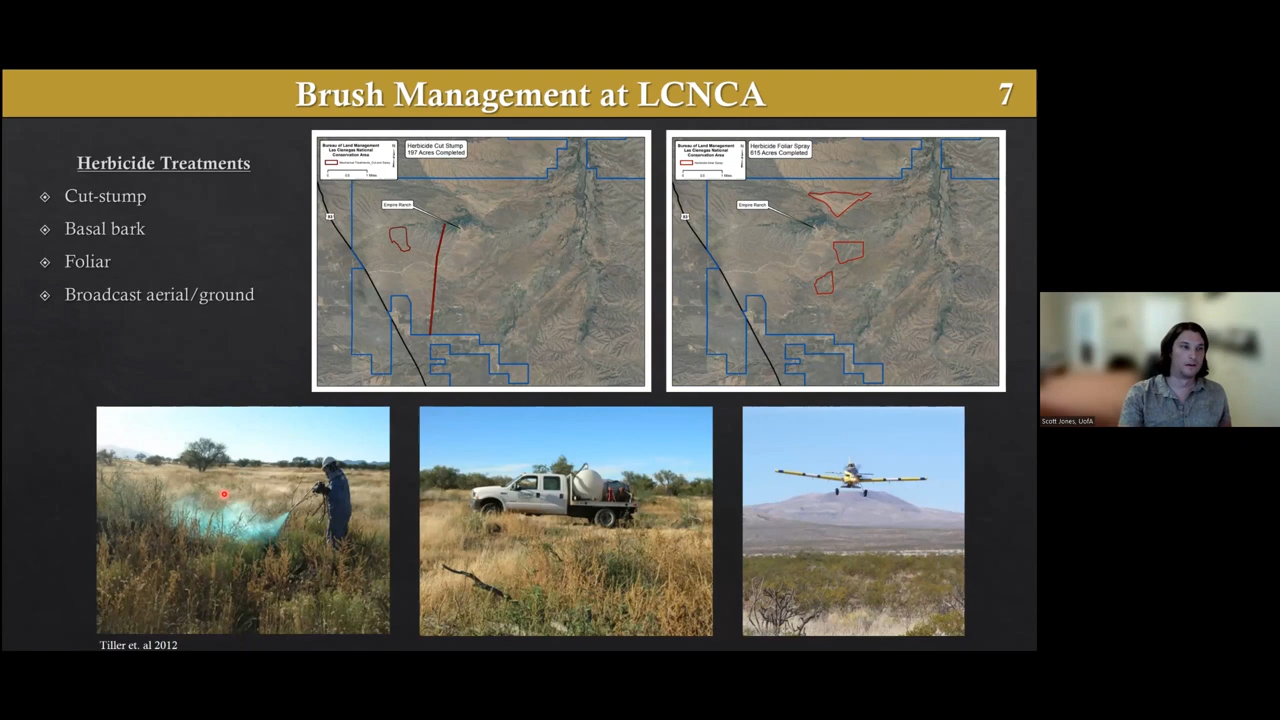 Brush Management at LCNCA
7
Herbicide Treatments
Cut-stump
Basal bark
Foliar
Broadcast aerial/ground
Bureau of Land Management
Las Cienegas National
Conservation Area
Herbicide Cut Stump
197 Acres Completed
Empire Ranch
Bureau of Land Management
Las Cienegas National
Conservation Area
Herbicide Foliar Spray
615 Acres Completed
Empire Ranch
Tiller et. al 2012
Scott Jones, UofA